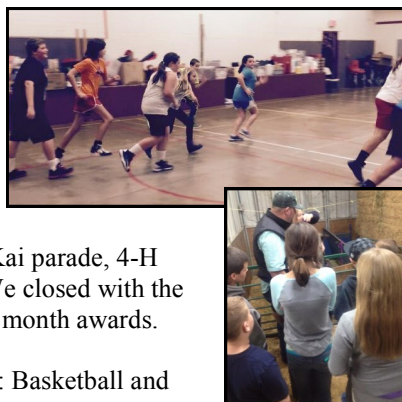 Kai parade, 4-H
We closed with the
month awards.
: Basketball and